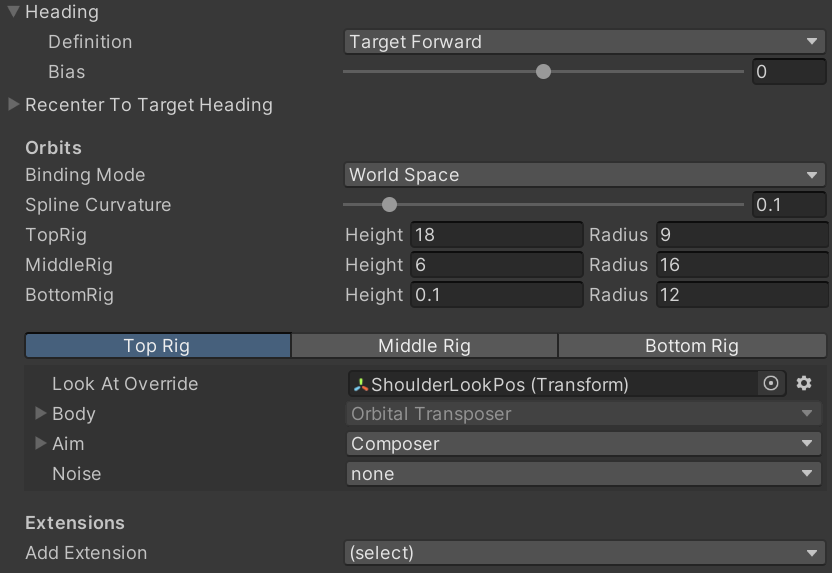 Heading
Definition Target Forward
Bias 0
Recenter To Target Heading
Orbits
Binding Mode World Space
Spline Curvature 0.1
TopRig Height 18 Radius 9
MiddleRig Height 6 Radius 16
BottomRig Height 0.1 Radius 12
Top Rig Middle Rig Bottom Rig
Look At Override ShoulderLookPos (Transform)
Body Orbital Transposer
Aim Composer
Noise none
Extensions
Add Extension (select)